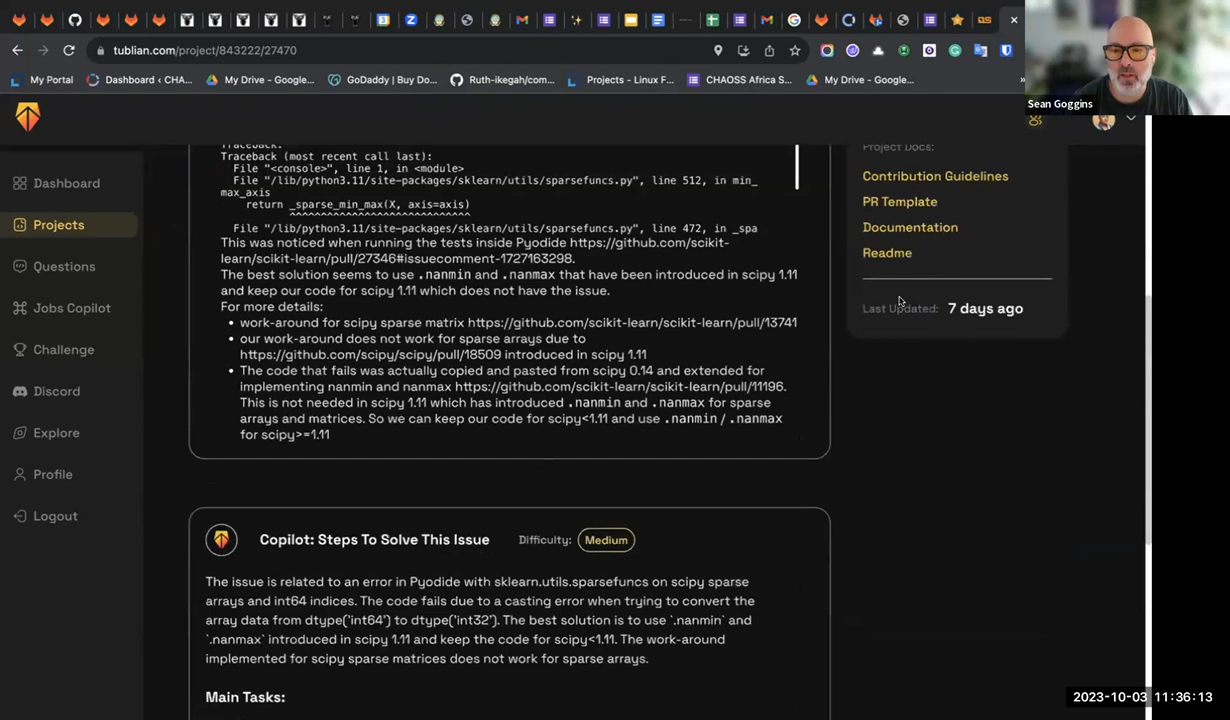 tublian.com/project/843222/27470
My Portal
Dashboard ‹ CHA...
My Drive - Google...
GoDaddy | Buy Do...
Ruth-ikegah/com...
Projects - Linux F...
CHAOSS Africa S...
My Drive - Google...
»
Sean Goggins
Dashboard
Projects
Questions
Jobs Copilot
Challenge
Discord
Explore
Profile
Logout
Traceback:
Traceback (most recent call last):
File "<console>", line 1, in <module>
File "/lib/python3.11/site-packages/sklearn/utils/sparsefuncs.py", line 512, in min_
max_axis
return _sparse_min_max(X, axis=axis)
^^^^^^^^^^^^^^^^^^^^^^^^^^^^^
File "/lib/python3.11/site-packages/sklearn/utils/sparsefuncs.py", line 472, in _spa
This was noticed when running the tests inside Pyodide https://github.com/scikit-
learn/scikit-learn/pull/27346#issuecomment-1727163298.
The best solution seems to use .nanmin and .nanmax that have been introduced in scipy 1.11
and keep our code for scipy 1.11 which does not have the issue.
For more details:
• work-around for scipy sparse matrix https://github.com/scikit-learn/scikit-learn/pull/13741
• our work-around does not work for sparse arrays due to
https://github.com/scipy/scipy/pull/18509 introduced in scipy 1.11
• The code that fails was actually copied and pasted from scipy 0.14 and extended for
implementing nanmin and nanmax https://github.com/scikit-learn/scikit-learn/pull/11196.
This is not needed in scipy 1.11 which has introduced .nanmin and .nanmax for sparse
arrays and matrices. So we can keep our code for scipy<1.11 and use .nanmin / .nanmax
for scipy>=1.11
Project Docs:
Contribution Guidelines
PR Template
Documentation
Readme
Last Updated: 7 days ago
Copilot: Steps To Solve This Issue
Difficulty: Medium
The issue is related to an error in Pyodide with sklearn.utils.sparsefuncs on scipy sparse
arrays and int64 indices. The code fails due to a casting error when trying to convert the
array data from dtype('int64') to dtype('int32'). The best solution is to use `.nanmin` and
`.nanmax` introduced in scipy 1.11 and keep the code for scipy<1.11. The work-around
implemented for scipy sparse matrices does not work for sparse arrays.
Main Tasks:
2023-10-03 11:36:13